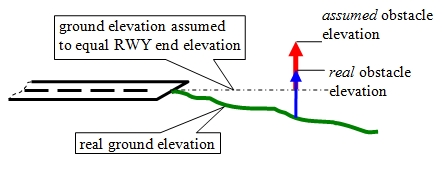 ground elevation assumed
to equal RWY end elevation
assumed obstacle
elevation
real obstacle
elevation
real ground elevation